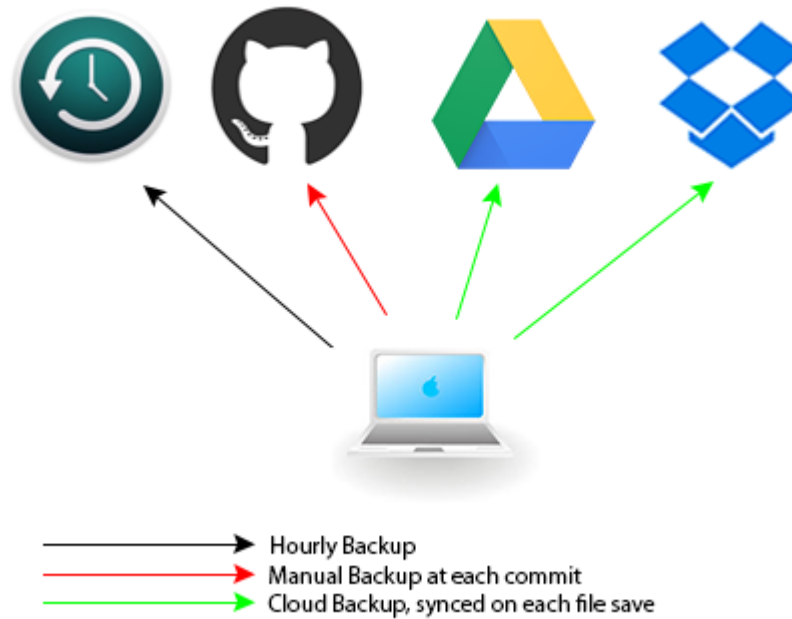 Hourly Backup
Manual Backup at each commit
Cloud Backup, synced on each file save